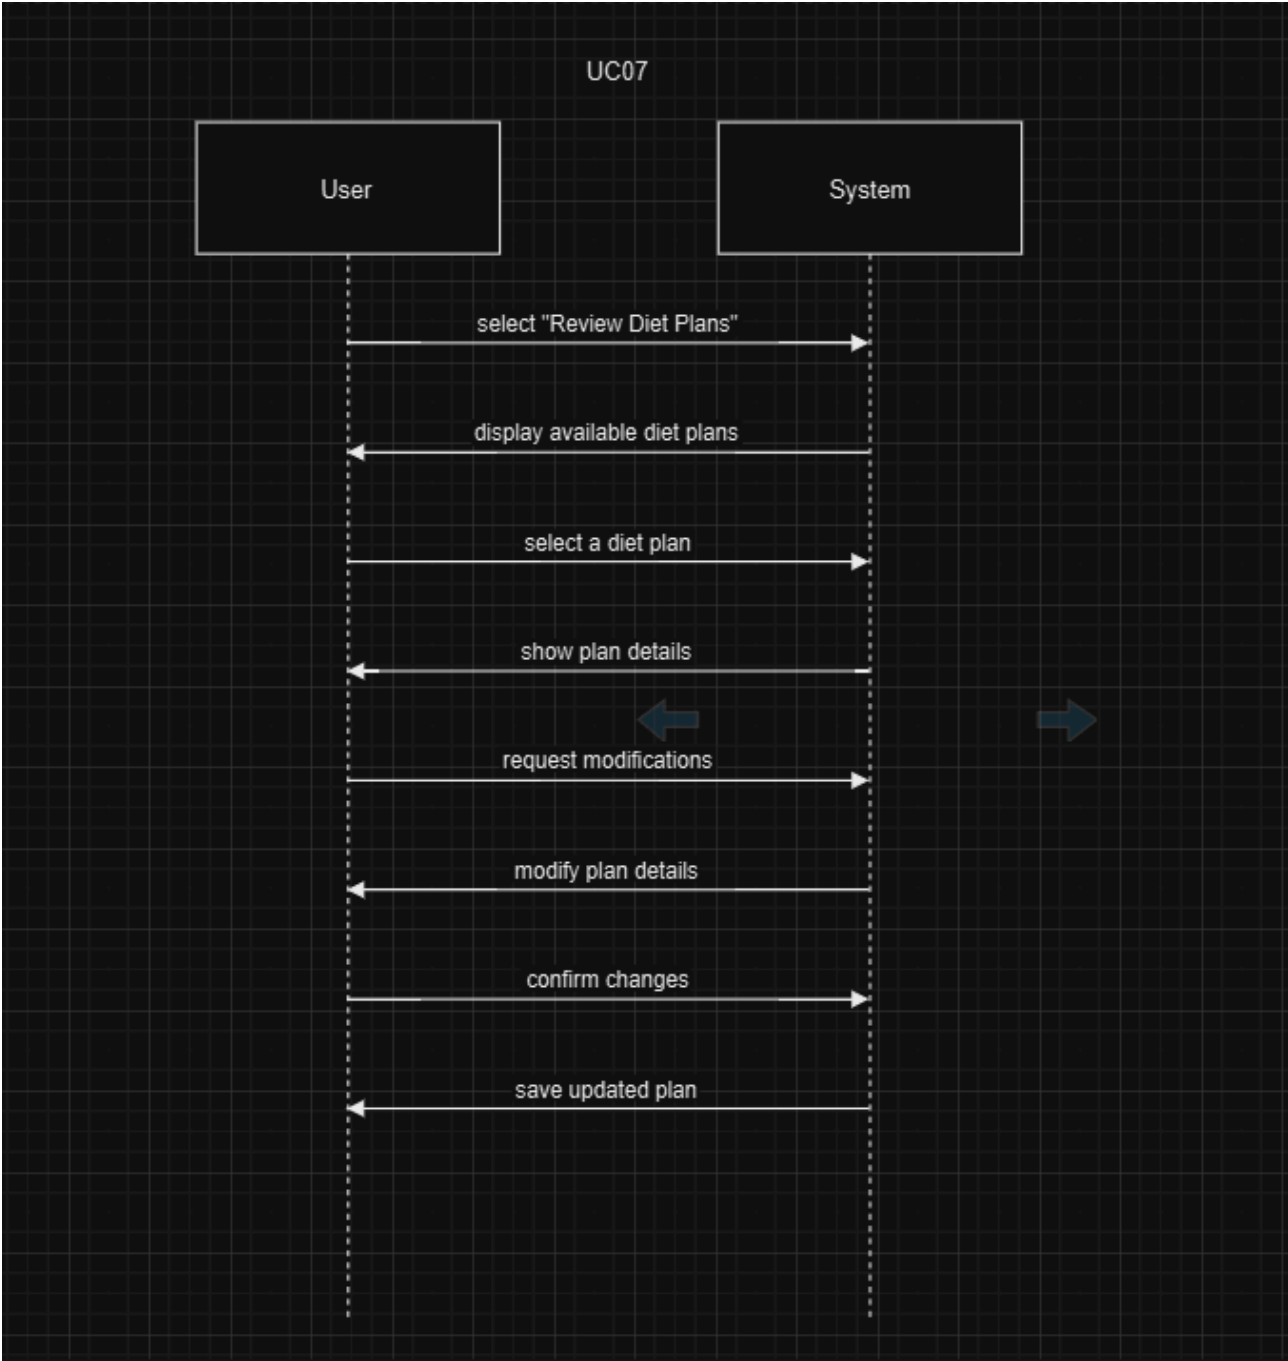 UC07
User
System
select "Review Diet Plans"
display available diet plans
select a diet plan
show plan details
request modifications
modify plan details
confirm changes
save updated plan